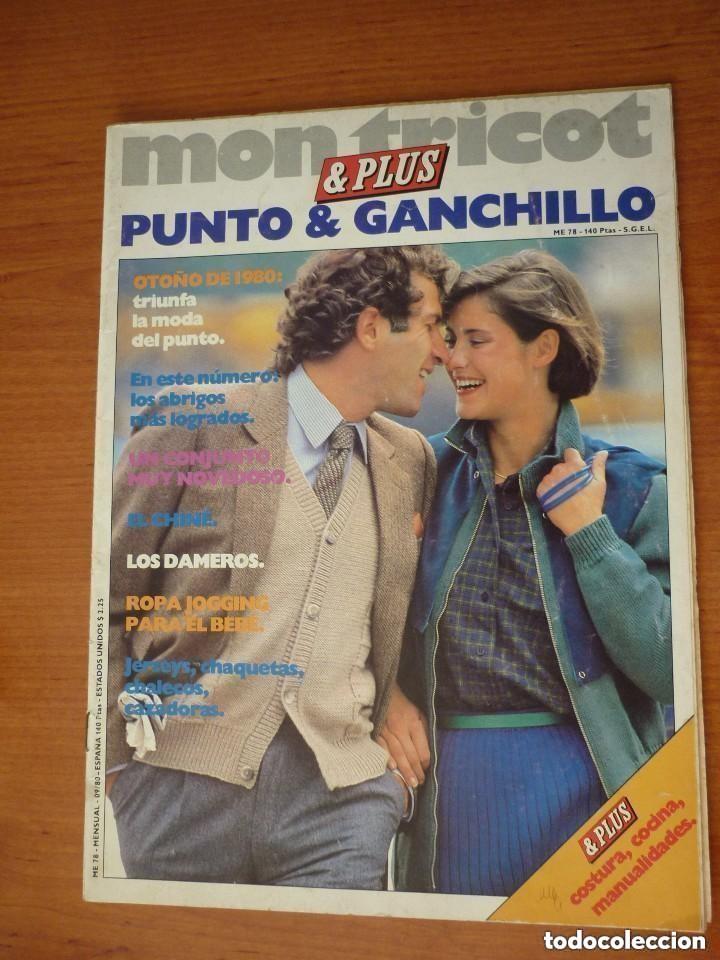 mon tricot
& PLUS
PUNTO & GANCHILLO
ME 78 - 140 Ptas - S.G.E.L.
OTOÑO DE 1980:
triunfa
la moda
del punto.
En este número:
los abrigos
más logrados.
UN CONJUNTO
MUY NOVEDOSO.
EL CHINÉ.
LOS DAMEROS.
ROPA JOGGING
PARA EL BEBÉ.
Jerseys, chaquetas,
chalecos,
cazadoras.
ME 78 - MENSUAL - 09/80 - ESPAÑA 140 Ptas - ESTADOS UNIDOS $ 2.25
& PLUS
costura, cocina,
manualidades.
todocoleccion
todocoleccion.net